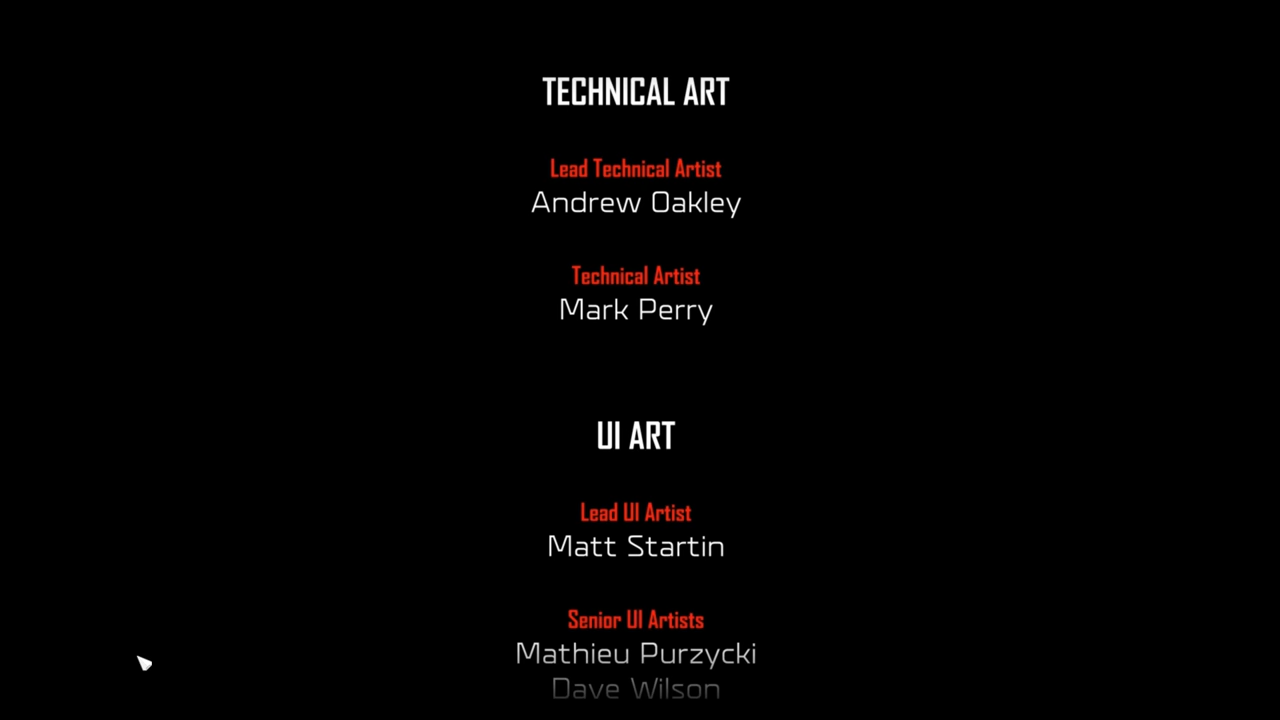 TECHNICAL ART
Lead Technical Artist
Andrew Oakley
Technical Artist
Mark Perry
UI ART
Lead UI Artist
Matt Startin
Senior UI Artists
Mathieu Purzycki
Dave Wilson